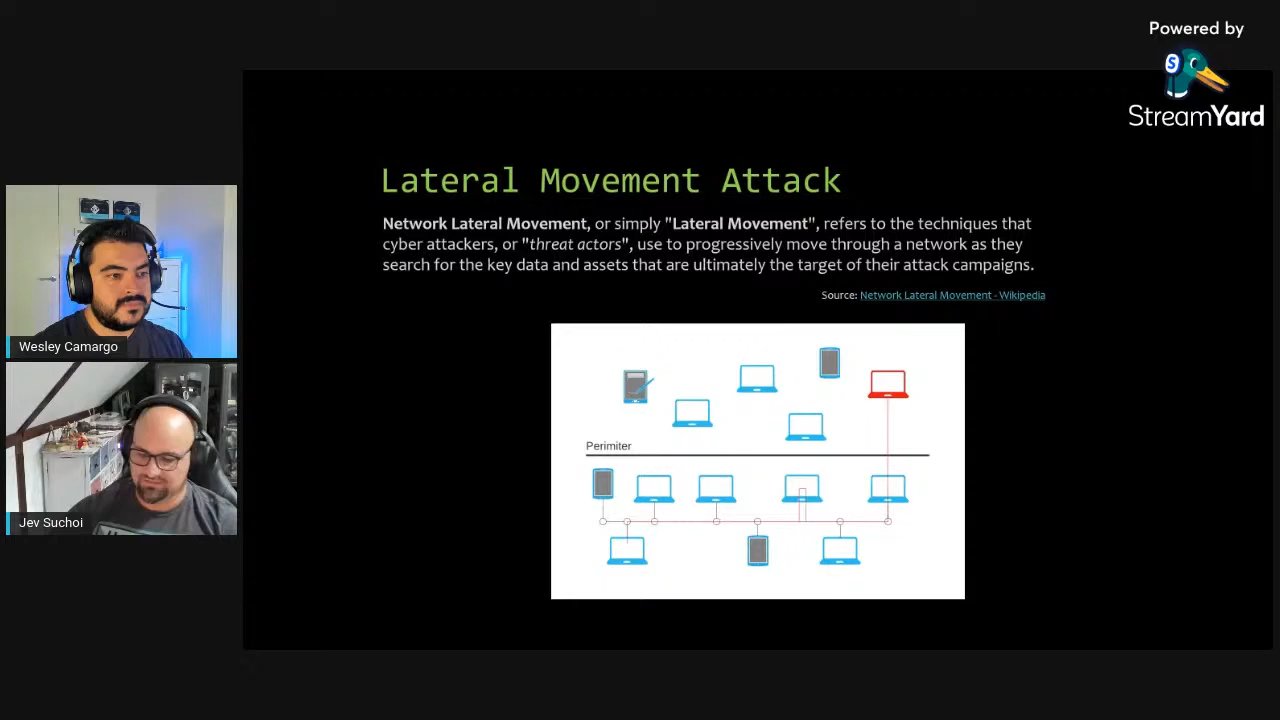 Powered by
StreamYard
Lateral Movement Attack
Network Lateral Movement, or simply "Lateral Movement", refers to the techniques that
cyber attackers, or "threat actors", use to progressively move through a network as they
search for the key data and assets that are ultimately the target of their attack campaigns.
Source: Network Lateral Movement - Wikipedia
Perimiter
Wesley Camargo
Jev Suchoi